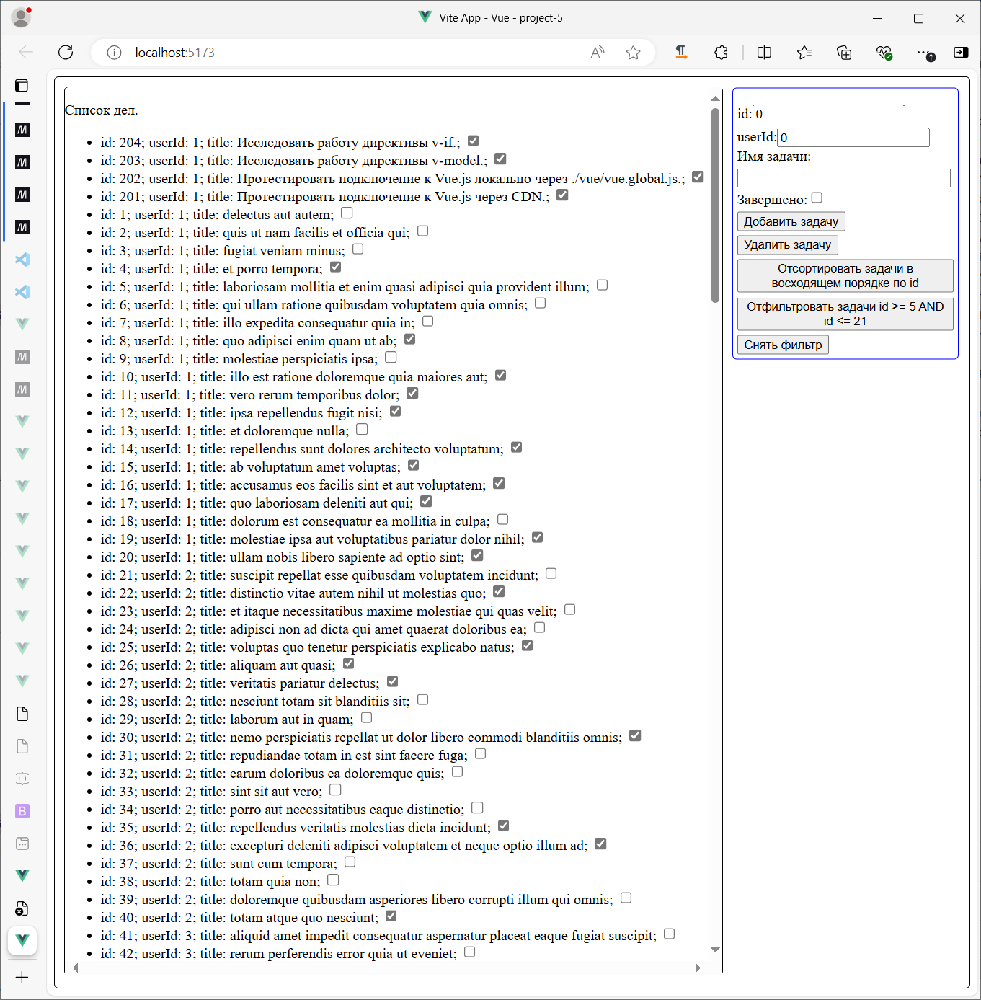 Vite App - Vue - project-5
localhost:5173
Список дел.
id: 204; userId: 1; title: Исследовать работу директивы v-if.;
id: 203; userId: 1; title: Исследовать работу директивы v-model.;
id: 202; userId: 1; title: Протестировать подключение к Vue.js локально через ./vue/vue.global.js.;
id: 201; userId: 1; title: Протестировать подключение к Vue.js через CDN.;
id: 1; userId: 1; title: delectus aut autem;
id: 2; userId: 1; title: quis ut nam facilis et officia qui;
id: 3; userId: 1; title: fugiat veniam minus;
id: 4; userId: 1; title: et porro tempora;
id: 5; userId: 1; title: laboriosam mollitia et enim quasi adipisci quia provident illum;
id: 6; userId: 1; title: qui ullam ratione quibusdam voluptatem quia omnis;
id: 7; userId: 1; title: illo expedita consequatur quia in;
id: 8; userId: 1; title: quo adipisci enim quam ut ab;
id: 9; userId: 1; title: molestiae perspiciatis ipsa;
id: 10; userId: 1; title: illo est ratione doloremque quia maiores aut;
id: 11; userId: 1; title: vero rerum temporibus dolor;
id: 12; userId: 1; title: ipsa repellendus fugit nisi;
id: 13; userId: 1; title: et doloremque nulla;
id: 14; userId: 1; title: repellendus sunt dolores architecto voluptatum;
id: 15; userId: 1; title: ab voluptatum amet voluptas;
id: 16; userId: 1; title: accusamus eos facilis sint et aut voluptatem;
id: 17; userId: 1; title: quo laboriosam deleniti aut qui;
id: 18; userId: 1; title: dolorum est consequatur ea mollitia in culpa;
id: 19; userId: 1; title: molestiae ipsa aut voluptatibus pariatur dolor nihil;
id: 20; userId: 1; title: ullam nobis libero sapiente ad optio sint;
id: 21; userId: 2; title: suscipit repellat esse quibusdam voluptatem incidunt;
id: 22; userId: 2; title: distinctio vitae autem nihil ut molestias quo;
id: 23; userId: 2; title: et itaque necessitatibus maxime molestiae qui quas velit;
id: 24; userId: 2; title: adipisci non ad dicta qui amet quaerat doloribus ea;
id: 25; userId: 2; title: voluptas quo tenetur perspiciatis explicabo natus;
id: 26; userId: 2; title: aliquam aut quasi;
id: 27; userId: 2; title: veritatis pariatur delectus;
id: 28; userId: 2; title: nesciunt totam sit blanditiis sit;
id: 29; userId: 2; title: laborum aut in quam;
id: 30; userId: 2; title: nemo perspiciatis repellat ut dolor libero commodi blanditiis omnis;
id: 31; userId: 2; title: repudiandae totam in est sint facere fuga;
id: 32; userId: 2; title: earum doloribus ea doloremque quis;
id: 33; userId: 2; title: sint sit aut vero;
id: 34; userId: 2; title: porro aut necessitatibus eaque distinctio;
id: 35; userId: 2; title: repellendus veritatis molestias dicta incidunt;
id: 36; userId: 2; title: excepturi deleniti adipisci voluptatem et neque optio illum ad;
id: 37; userId: 2; title: sunt cum tempora;
id: 38; userId: 2; title: totam quia non;
id: 39; userId: 2; title: doloremque quibusdam asperiores libero corrupti illum qui omnis;
id: 40; userId: 2; title: totam atque quo nesciunt;
id: 41; userId: 3; title: aliquid amet impedit consequatur aspernatur placeat eaque fugiat suscipit;
id: 42; userId: 3; title: rerum perferendis error quia ut eveniet;
id: 0
userId: 0
Имя задачи:
Завершено:
Добавить задачу
Удалить задачу
Отсортировать задачи в
восходящем порядке по id
Отфильтровать задачи id >= 5 AND
id <= 21
Снять фильтр